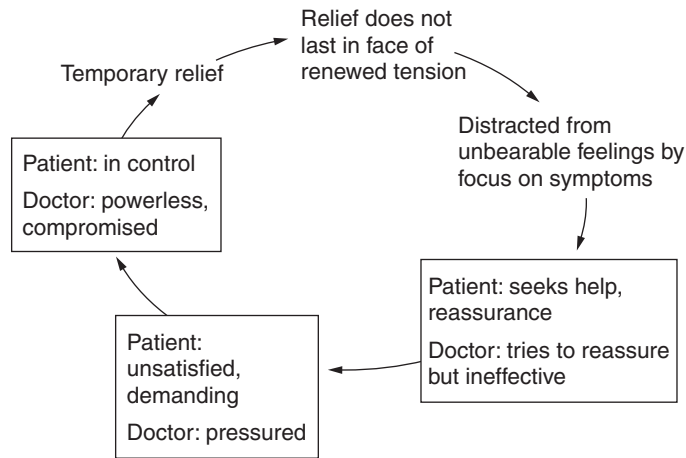 Relief does not
last in face of
renewed tension
Temporary relief
Distracted from
unbearable feelings by
focus on symptoms
Patient: in control
Doctor: powerless,
compromised
Patient: seeks help,
reassurance
Doctor: tries to reassure
but ineffective
Patient:
unsatisfied,
demanding
Doctor: pressured